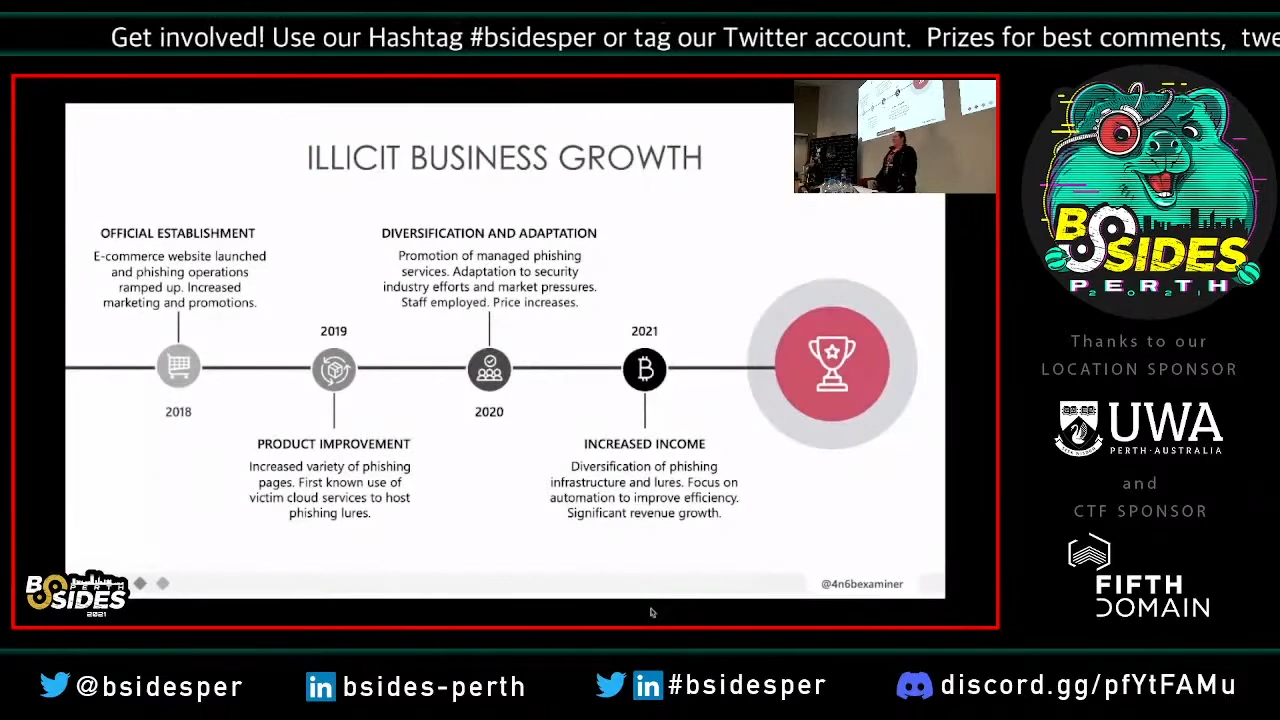 Get involved! Use our Hashtag #bsidesper or tag our Twitter account. Prizes for best comments, twe
ILLICIT BUSINESS GROWTH
OFFICIAL ESTABLISHMENT
E-commerce website launched
and phishing operations
ramped up. Increased
marketing and promotions.
2018
2019
PRODUCT IMPROVEMENT
Increased variety of phishing
pages. First known use of
victim cloud services to host
phishing lures.
DIVERSIFICATION AND ADAPTATION
Promotion of managed phishing
services. Adaptation to security
industry efforts and market pressures.
Staff employed. Price increases.
2020
2021
INCREASED INCOME
Diversification of phishing
infrastructure and lures. Focus on
automation to improve efficiency.
Significant revenue growth.
@4n6bexaminer
BSIDES
PERTH
2021
BSIDES
PERTH
2021
Thanks to our
LOCATION SPONSOR
UWA
PERTH·AUSTRALIA
and
CTF SPONSOR
FIFTH
DOMAIN
@bsidesper
in bsides-perth
in #bsidesper
discord.gg/pfYtFAMu